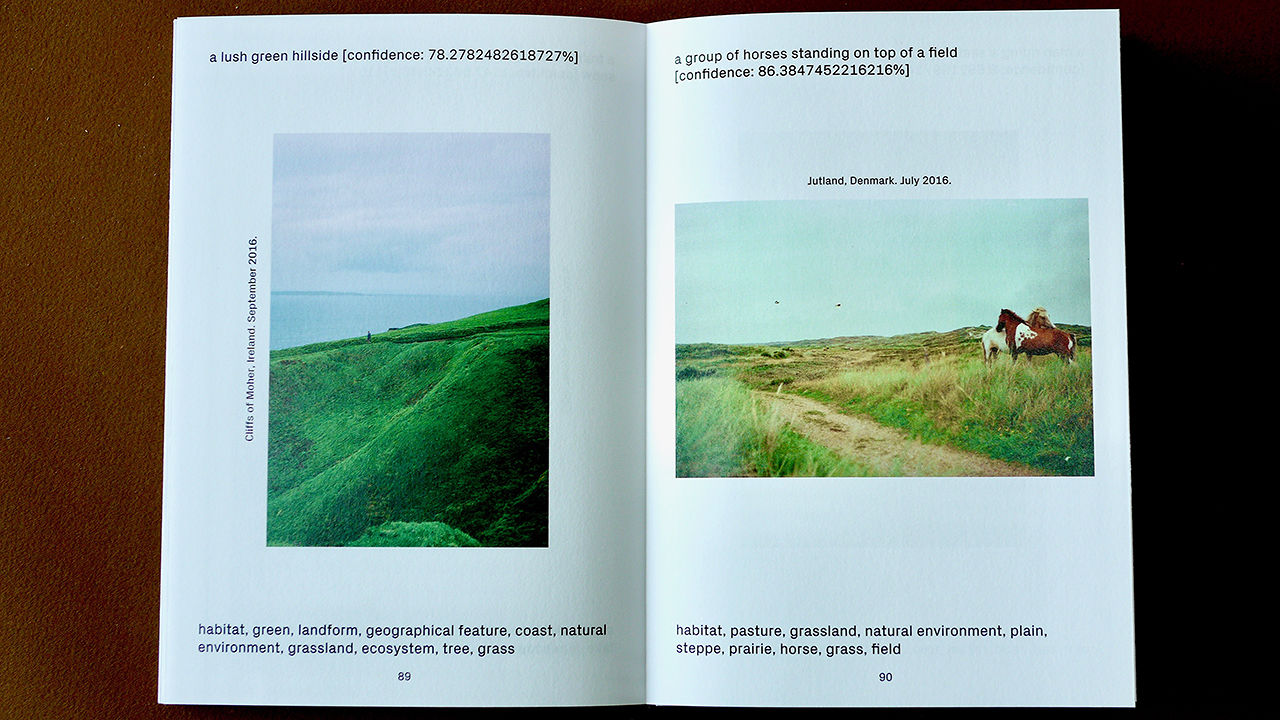 a lush green hillside [confidence: 78.2782482618727%]
Cliffs of Moher, Ireland. September 2016.
habitat, green, landform, geographical feature, coast, natural
environment, grassland, ecosystem, tree, grass
89
a group of horses standing on top of a field
[confidence: 86.3847452216216%]
Jutland, Denmark. July 2016.
habitat, pasture, grassland, natural environment, plain,
steppe, prairie, horse, grass, field
90